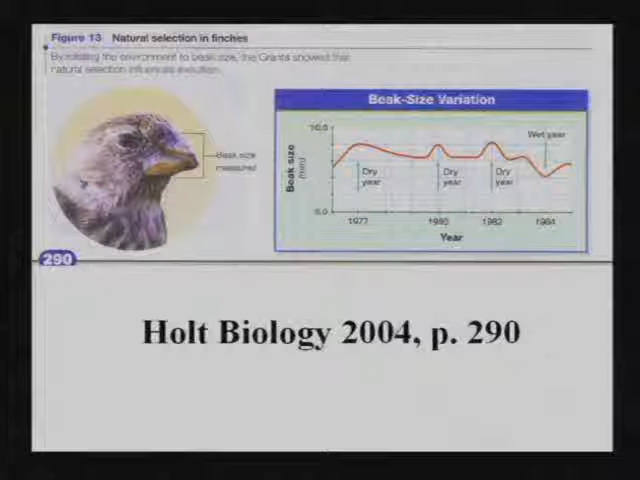 Figure 13 Natural selection in finches
By relating the environment to beak size, the Grants showed that
natural selection influences evolution.
Beak-Size Variation
10.0
Wet year
Beak size
measured
Beak size
(mm)
Dry
year
Dry
year
Dry
year
1977
1980
1982
1984
Year
290
Holt Biology 2004, p. 290